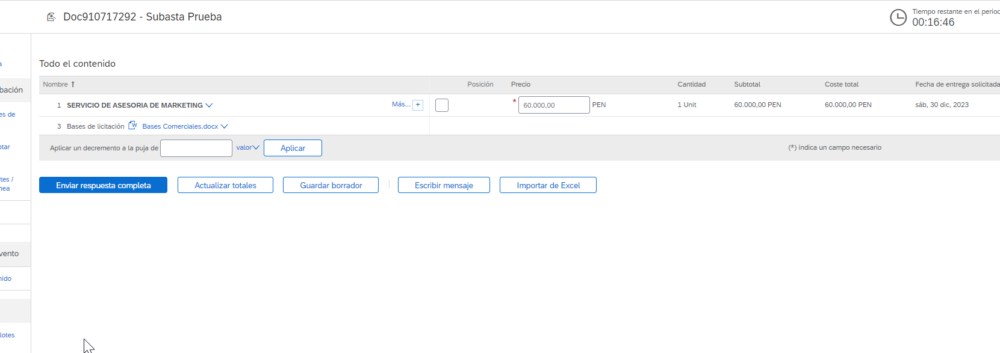 Doc910717292 - Subasta Prueba
Tiempo restante en el
00:16:46
Todo el contenido
Nombre ↑ Posición Precio Cantidad Subtotal Coste total Fecha de entrega solicitada
1 SERVICIO DE ASESORIA DE MARKETING Más... + * 60.000,00 PEN 1 Unit 60.000,00 PEN 60.000,00 PEN sáb, 30 dic, 2023
3 Bases de licitación Bases Comerciales.docx
Aplicar un decremento a la puja de valor Aplicar (*) indica un campo necesario
Enviar respuesta completa Actualizar totales Guardar borrador Escribir mensaje Importar de Excel
a
bación
es de
ptar
tes /
nea
vento
nido
lotes